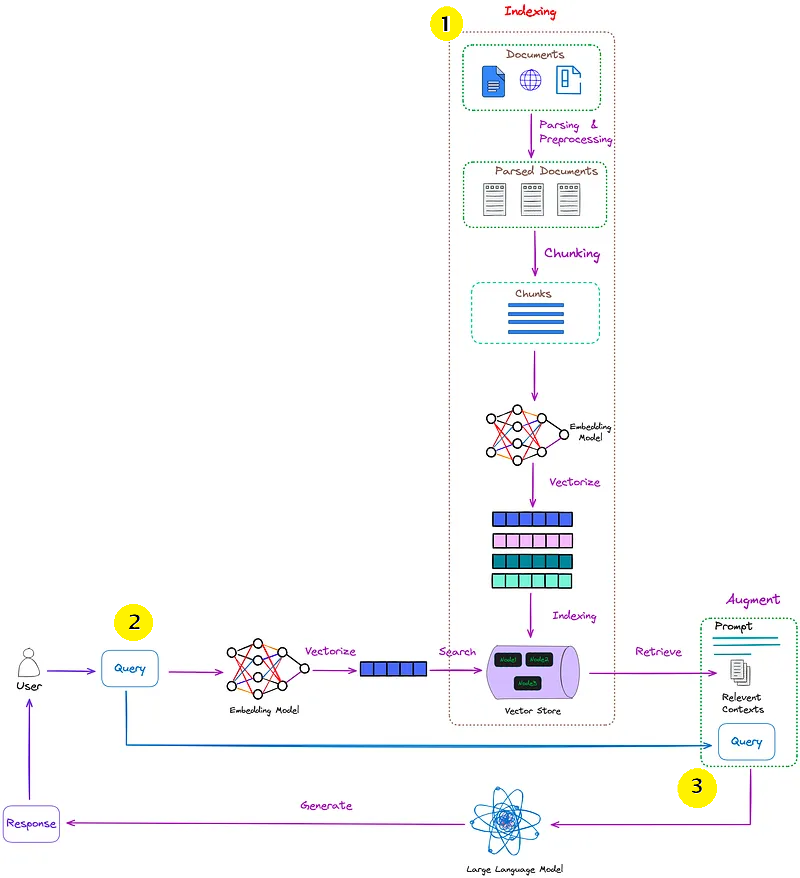 1
Indexing
Documents
Parsing &
Preprocessing
Parsed Documents
Chunking
Chunks
Embedding
Model
Vectorize
Indexing
2
User
Query
Embedding Model
Vectorize
Search
Node1 Node2
Node3
Vector Store
Retrieve
Augment
Prompt
Relevent
Contexts
Query
3
Large Language Model
Generate
Response